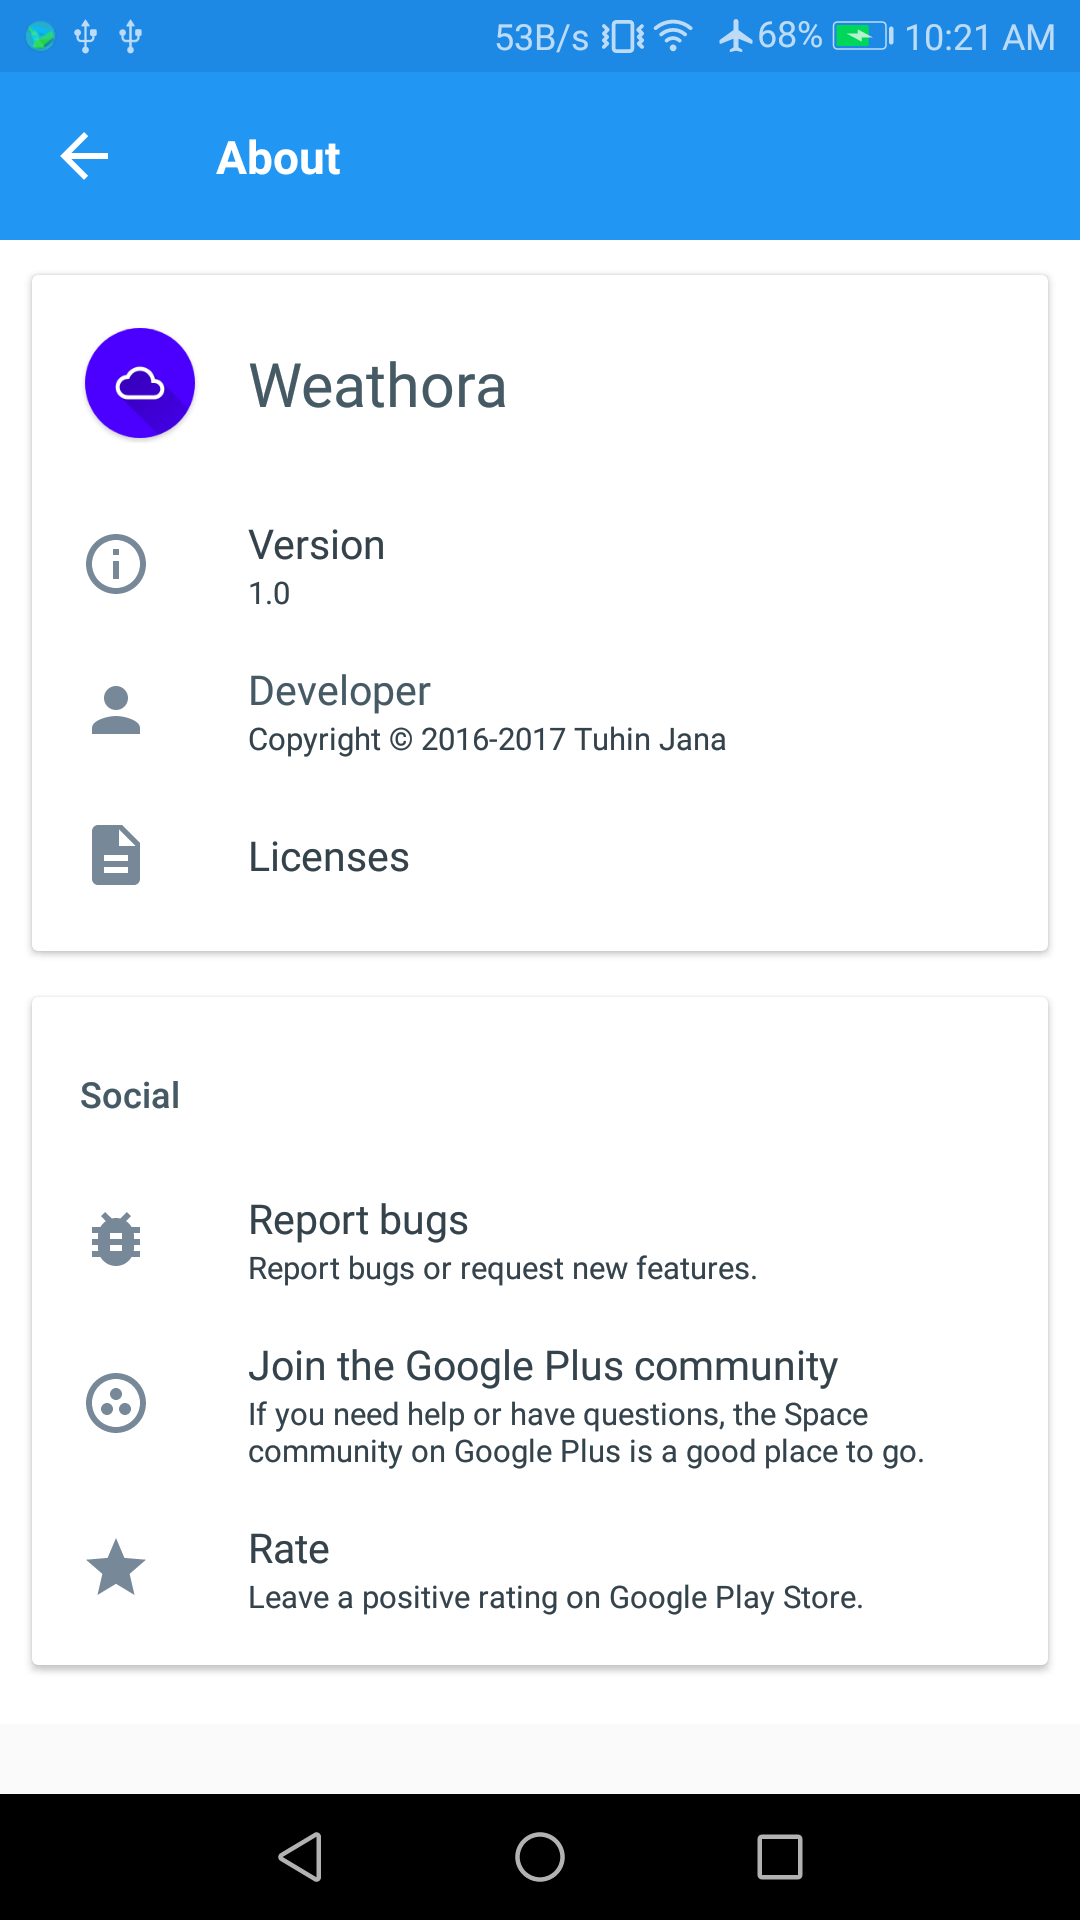 53B/s 68% 10:21 AM
About
Weathora
Version
1.0
Developer
Copyright © 2016-2017 Tuhin Jana
Licenses
Social
Report bugs
Report bugs or request new features.
Join the Google Plus community
If you need help or have questions, the Space
community on Google Plus is a good place to go.
Rate
Leave a positive rating on Google Play Store.